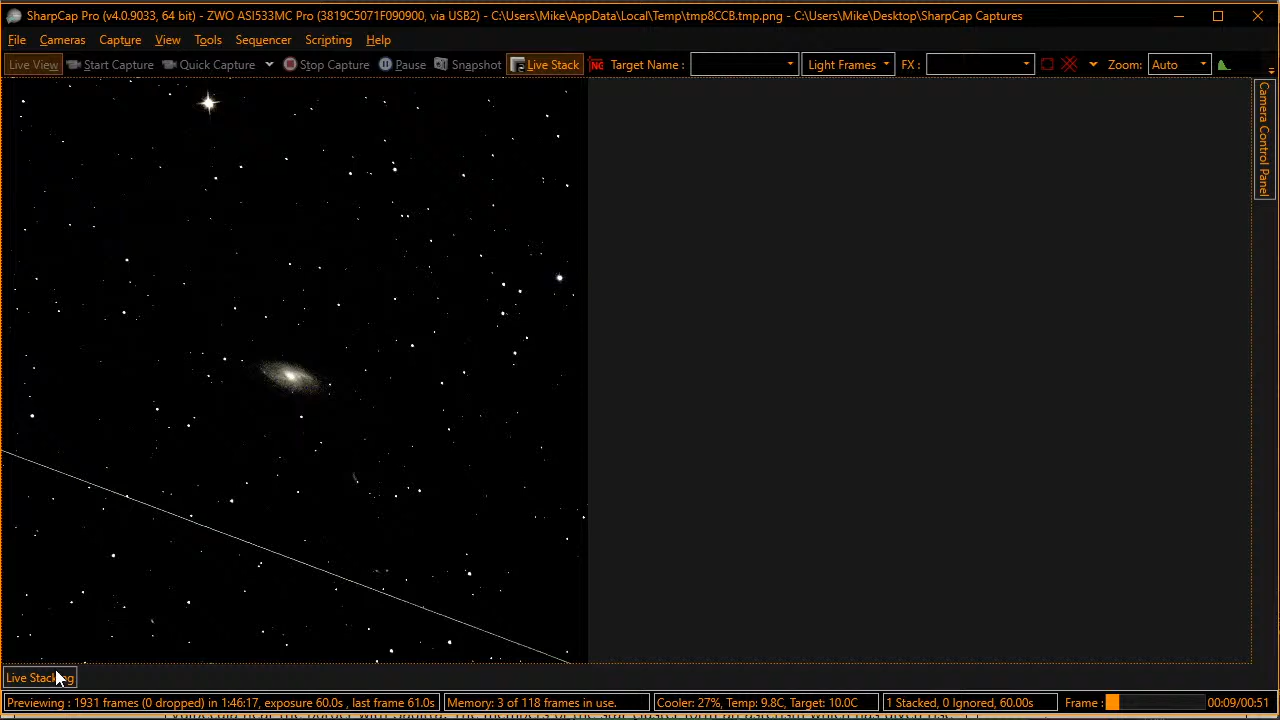 SharpCap Pro (v4.0.9033, 64 bit) - ZWO ASI533MC Pro (3819C5071F090900, via USB2) - C:\Users\Mike\AppData\Local\Temp\tmp8CCB.tmp.png - C:\Users\Mike\Desktop\SharpCap Captures
File Cameras Capture View Tools Sequencer Scripting Help
Live View Start Capture Quick Capture Stop Capture Pause Snapshot Live Stack NC Target Name : Light Frames FX : Zoom: Auto
Camera Control Panel
Live Stacking
Previewing : 1931 frames (0 dropped) in 1:46:17, exposure 60.0s , last frame 61.0s Memory: 3 of 118 frames in use. Cooler: 27%, Temp: 9.8C, Target: 10.0C 1 Stacked, 0 Ignored, 60.00s Frame : 00:09/00:51